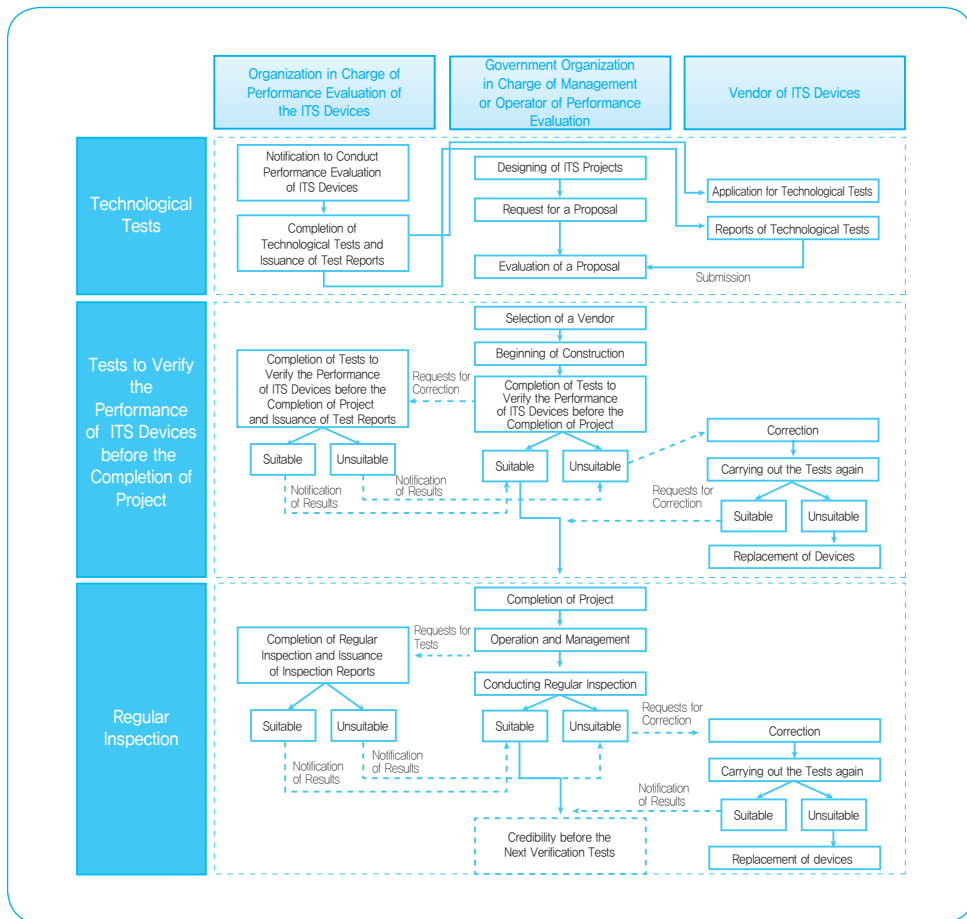 Organization in Charge of
Performance Evaluation of
the ITS Devices
Government Organization
in Charge of Management
or Operator of Performance
Evaluation
Vendor of ITS Devices
Technological
Tests
Notification to Conduct
Performance Evaluation
of ITS Devices
Completion of
Technological Tests and
Issuance of Test Reports
Designing of ITS Projects
Request for a Proposal
Evaluation of a Proposal
Application for Technological Tests
Reports of Technological Tests
Submission
Tests to Verify
the
Performance
of ITS Devices
before the
Completion of
Project
Selection of a Vendor
Beginning of Construction
Completion of Tests to
Verify the Performance
of ITS Devices before the
Completion of Project
and Issuance of Test Reports
Requests for
Correction
Completion of Tests to
Verify the Performance
of ITS Devices before the
Completion of Project
Suitable
Unsuitable
Suitable
Unsuitable
Notification
of Results
Notification
of Results
Correction
Carrying out the Tests again
Requests for
Correction
Suitable
Unsuitable
Replacement of Devices
Regular
Inspection
Completion of Project
Completion of Regular
Inspection and Issuance
of Inspection Reports
Requests for
Tests
Operation and Management
Conducting Regular Inspection
Suitable
Unsuitable
Suitable
Unsuitable
Requests for
Correction
Notification
of Results
Notification
of Results
Correction
Carrying out the Tests again
Notification
of Results
Suitable
Unsuitable
Credibility before the
Next Verification Tests
Replacement of devices